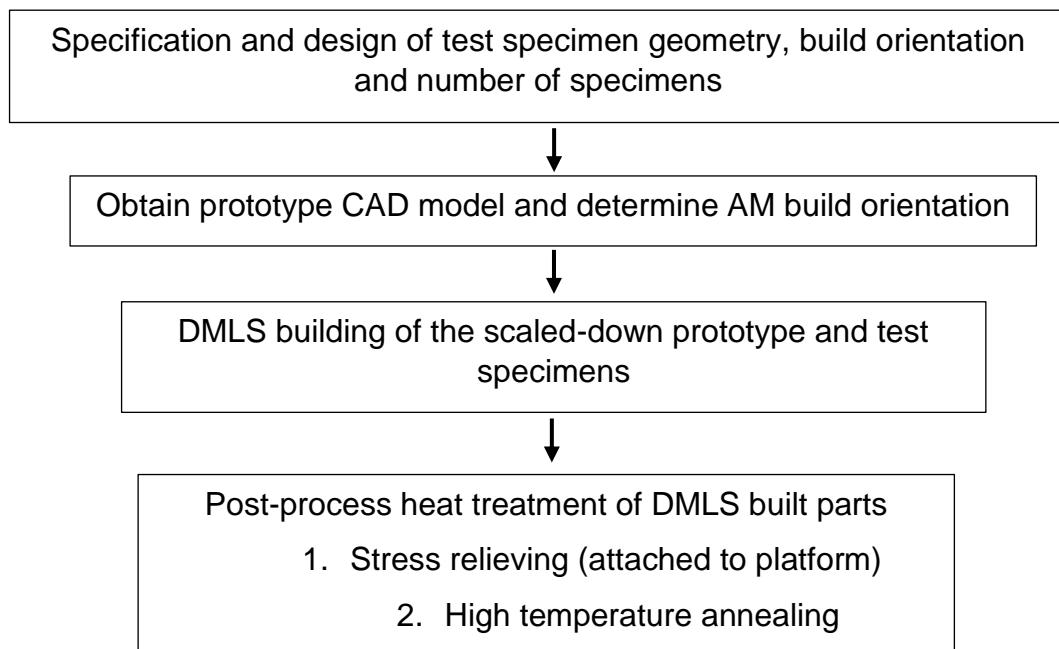 Specification and design of test specimen geometry, build orientation
and number of specimens
Obtain prototype CAD model and determine AM build orientation
DMLS building of the scaled-down prototype and test
specimens
Post-process heat treatment of DMLS built parts
1. Stress relieving (attached to platform)
2. High temperature annealing